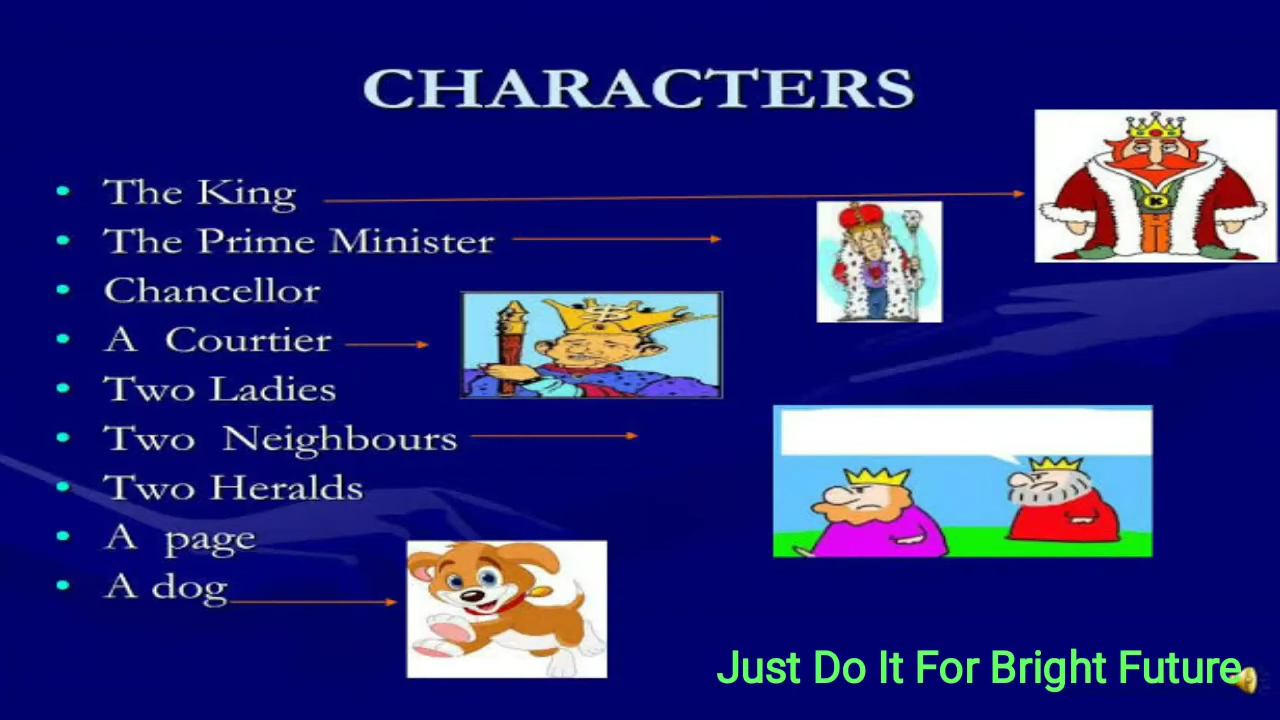 CHARACTERS
• The King
• The Prime Minister
• Chancellor
• A Courtier
• Two Ladies
• Two Neighbours
• Two Heralds
• A page
• A dog
K
$
Just Do It For Bright Future